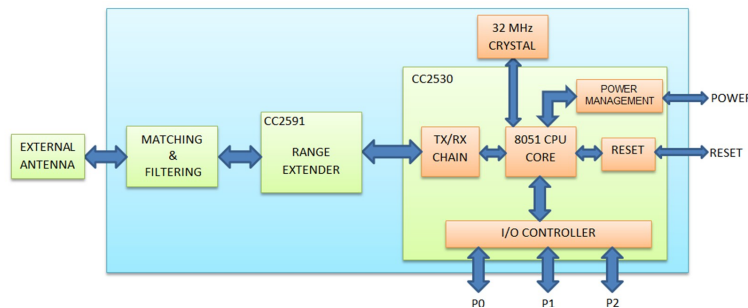 32 MHz
CRYSTAL
CC2530
POWER
MANAGEMENT
POWER
CC2591
EXTERNAL
ANTENNA
MATCHING
&
FILTERING
RANGE
EXTENDER
TX/RX
CHAIN
8051 CPU
CORE
RESET
RESET
I/O CONTROLLER
P0
P1
P2